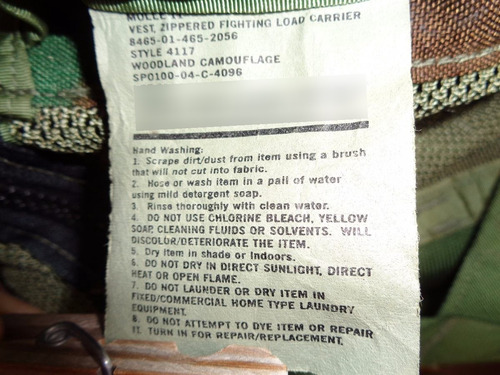 MOLLE
VEST, ZIPPERED FIGHTING LOAD CARRIER
8465-01-465-2056
STYLE 4117
WOODLAND CAMOUFLAGE
SPO100-04-C-4096
Hand Washing:
1. Scrape dirt/dust from item using a brush
that will not cut into fabric.
2. Hose or wash item in a pail of water
using mild detergent soap.
3. Rinse thoroughly with clean water.
4. DO NOT USE CHLORINE BLEACH, YELLOW
SOAP, CLEANING FLUIDS OR SOLVENTS. WILL
DISCOLOR/DETERIORATE THE ITEM.
5. Dry item in shade or indoors.
6. DO NOT DRY IN DIRECT SUNLIGHT, DIRECT
HEAT OR OPEN FLAME.
7. DO NOT LAUNDER OR DRY ITEM IN
FIXED/COMMERCIAL HOME TYPE LAUNDRY
EQUIPMENT.
8. DO NOT ATTEMPT TO DYE ITEM OR REPAIR
IT. TURN IN FOR REPAIR/REPLACEMENT.